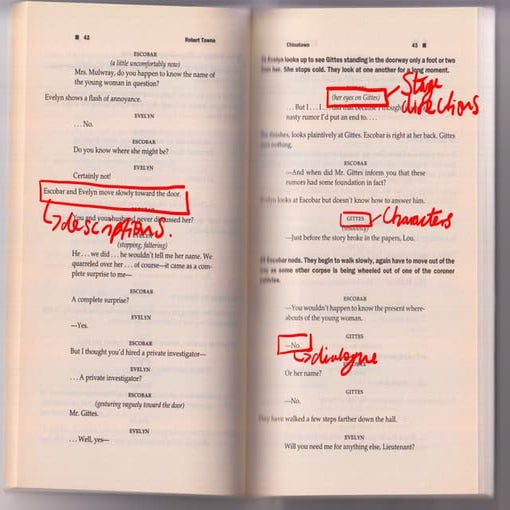 42
Robert Towne
ESCOBAR
(a little uncomfortably now)
Mrs. Mulwray, do you happen to know the name of
the young woman in question?
Evelyn shows a flash of annoyance.
EVELYN
. . . No.
ESCOBAR
Do you know where she might be?
EVELYN
Certainly not!
Escobar and Evelyn move slowly toward the door.
You and your husband never discussed her?
descriptions.
(stopping, faltering)
He . . . we did . . . he wouldn't tell me her name. We
quarreled over her . . . of course—it came as a com-
plete surprise to me—
ESCOBAR
A complete surprise?
EVELYN
—Yes.
ESCOBAR
But I thought you'd hired a private investigator—
EVELYN
. . . A private investigator?
ESCOBAR
(gesturing vaguely toward the door)
Mr. Gittes.
EVELYN
. . . Well, yes—
Chinatown
43
Evelyn looks up to see Gittes standing in the doorway only a foot or two
from her. She stops cold. They look at one another for a long moment.
Stage
directions
(her eyes on Gittes)
. . . But I . . . I . . . did that because I thought
nasty rumor I'd put an end to. . . .
finishes, looks plaintively at Gittes. Escobar is right at her back. Gittes
nothing.
ESCOBAR
—And when did Mr. Gittes inform you that these
rumors had some foundation in fact?
Evelyn looks at Escobar but doesn't know how to answer him.
GITTES
Characters
—Just before the story broke in the papers, Lou.
Escobar nods. They begin to walk slowly, again have to move out of the
as some other corpse is being wheeled out of one of the coroner
ESCOBAR
—You wouldn't happen to know the present where-
abouts of the young woman.
GITTES
—No.
dialogue
Or her name?
GITTES
—No.
They have walked a few steps farther down the hall.
EVELYN
Will you need me for anything else, Lieutenant?